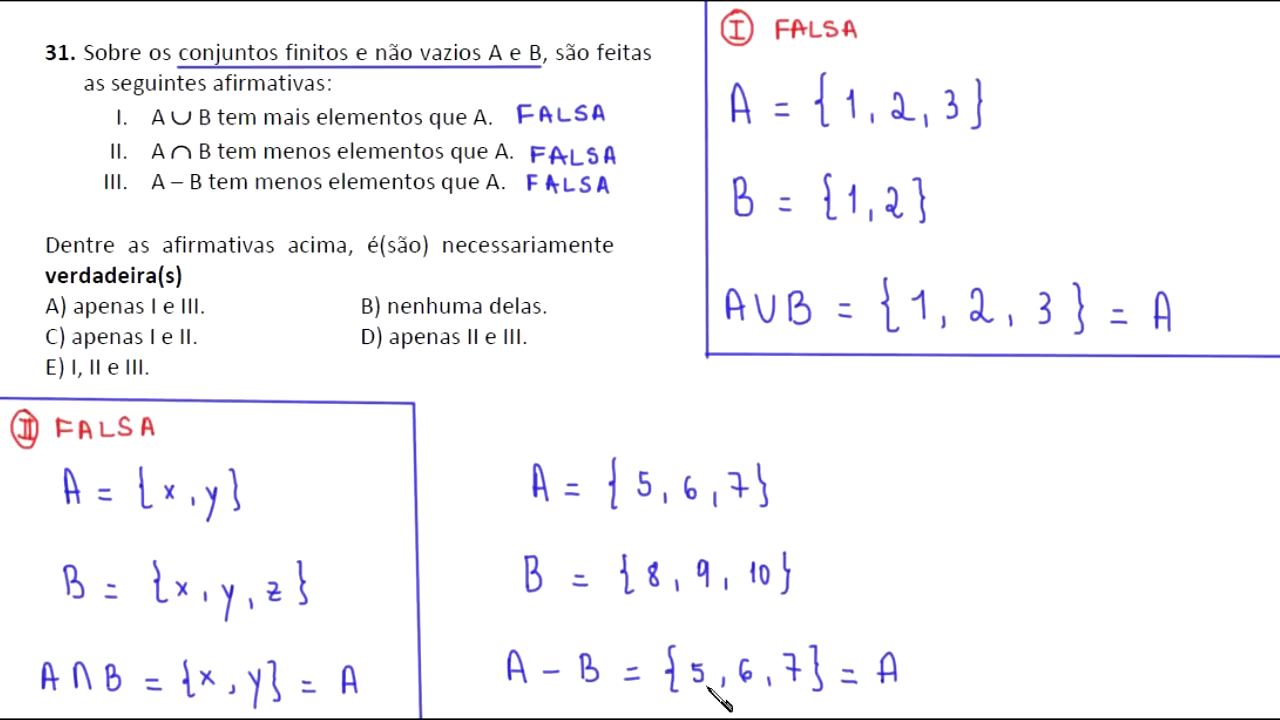 31. Sobre os conjuntos finitos e não vazios A e B, são feitas
as seguintes afirmativas:
I. A ∪ B tem mais elementos que A. FALSA
II. A ∩ B tem menos elementos que A. FALSA
III. A – B tem menos elementos que A. FALSA
Dentre as afirmativas acima, é(são) necessariamente
verdadeira(s)
A) apenas I e III. B) nenhuma delas.
C) apenas I e II. D) apenas II e III.
E) I, II e III.
I FALSA
A = {1, 2, 3}
B = {1, 2}
A ∪ B = {1, 2, 3} = A
II FALSA
A = {x, y}
B = {x, y, z}
A ∩ B = {x, y} = A
A = {5, 6, 7}
B = {8, 9, 10}
A – B = {5, 6, 7} = A